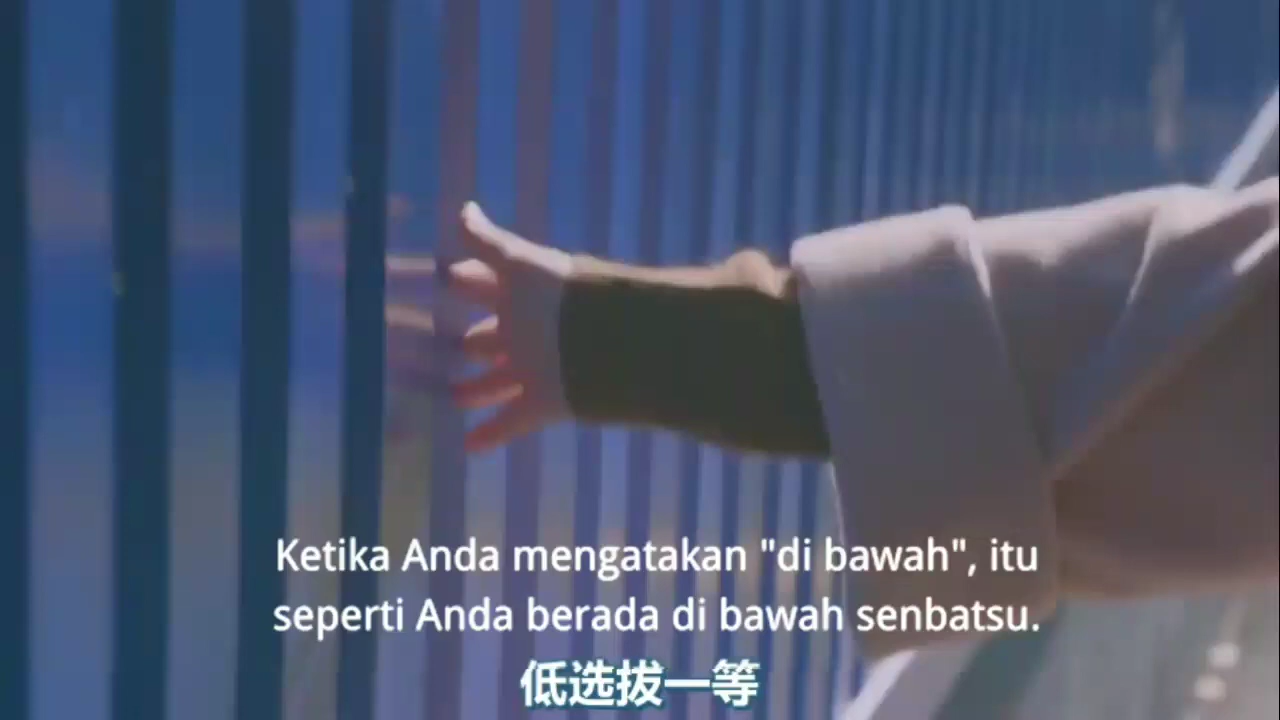 Ketika Anda mengatakan "di bawah", itu
seperti Anda berada di bawah senbatsu.
低选拔一等